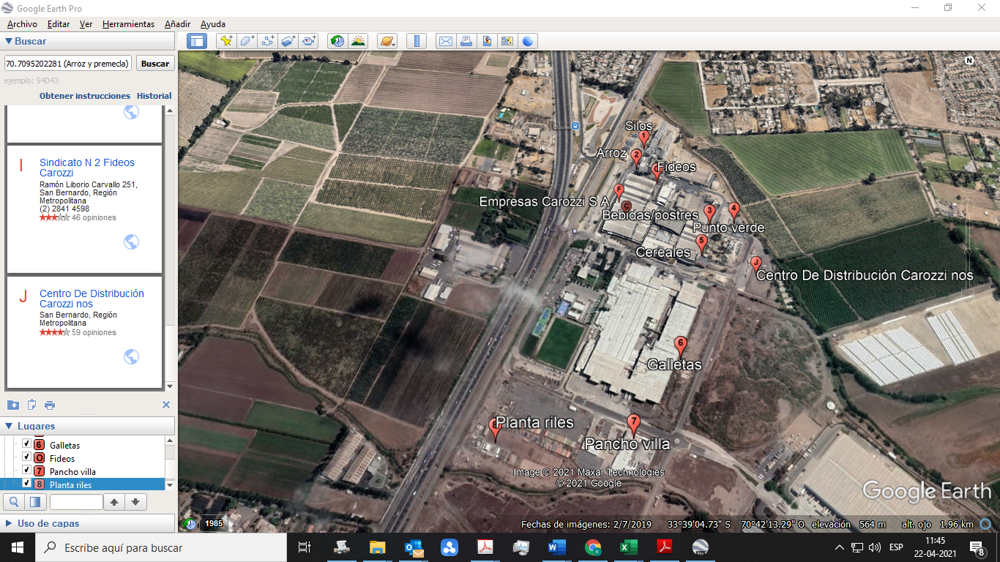 Google Earth Pro
Archivo Editar Ver Herramientas Añadir Ayuda
Buscar
70.7095202281 (Arroz y premecla) Buscar
ejemplo: 94043
Obtener instrucciones Historial
I
Sindicato N 2 Fideos
Carozzi
Ramón Liborio Carvallo 251,
San Bernardo, Región
Metropolitana
(2) 2841 4598
46 opiniones
J
Centro De Distribución
Carozzi nos
San Bernardo, Región
Metropolitana
59 opiniones
Lugares
6 Galletas
O Fideos
7 Pancho villa
8 Planta riles
Uso de capas
N
Silos
1
Arroz
2
Fideos
F
Empresas Carozzi S A
C
Bebidas/postres
3
4
Punto verde
5
Cereales
J
Centro De Distribución Carozzi nos
6
Galletas
8
Planta riles
7
Pancho villa
Image © 2021 Maxar Technologies
© 2021 Google
Google Earth
1985
Fechas de imágenes: 2/7/2019 33°39'04.73" S 70°42'13.29" O elevación 564 m alt. ojo 1.96 km
Escribe aquí para buscar
ESP
11:45
22-04-2021
8